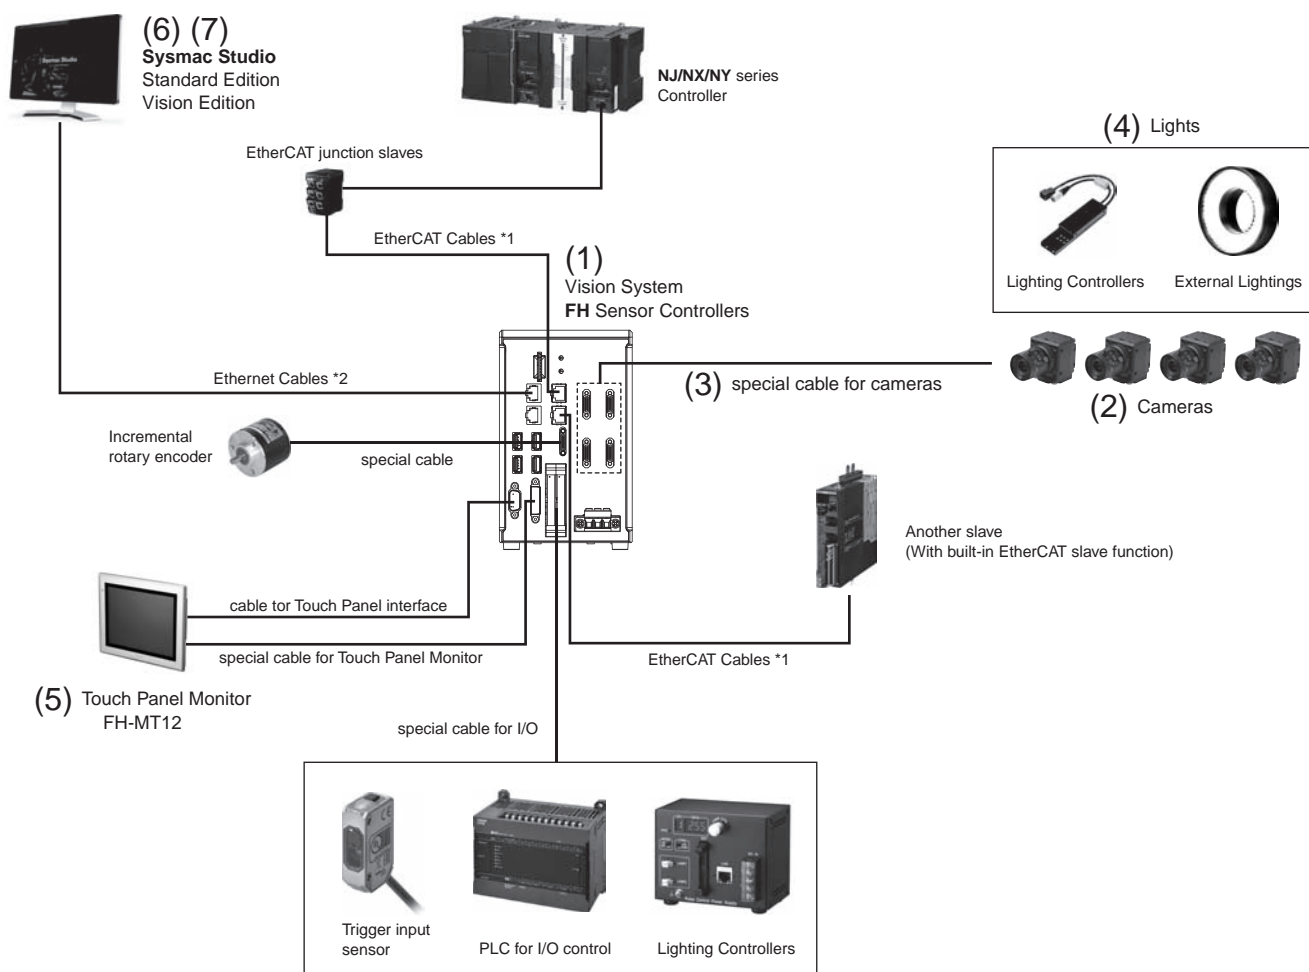 (6) (7)
Sysmac Studio
Standard Edition
Vision Edition
Sysmac Studio
NJ/NX/NY series
Controller
EtherCAT junction slaves
EtherCAT Cables *1
(4) Lights
Lighting Controllers
External Lightings
(1)
Vision System
FH Sensor Controllers
Ethernet Cables *2
(3) special cable for cameras
(2) Cameras
Incremental
rotary encoder
special cable
Another slave
(With built-in EtherCAT slave function)
cable tor Touch Panel interface
special cable for Touch Panel Monitor
EtherCAT Cables *1
(5) Touch Panel Monitor
FH-MT12
special cable for I/O
255
Trigger input
sensor
PLC for I/O control
Lighting Controllers